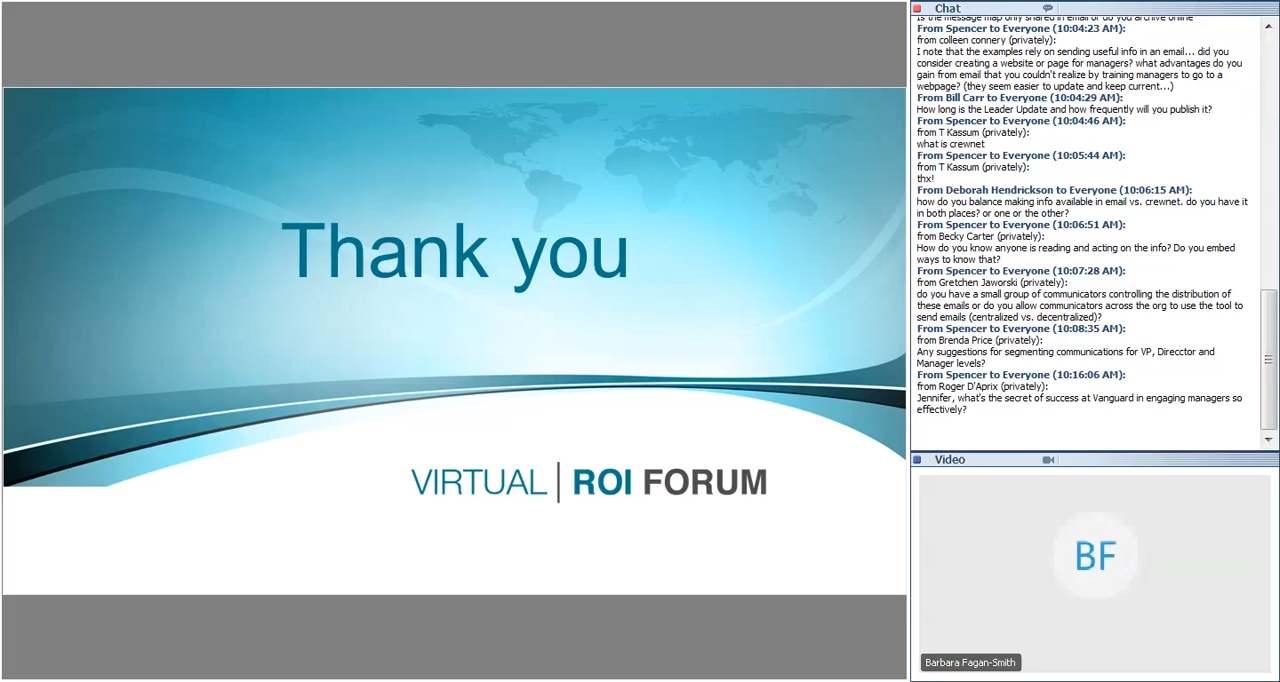 Thank you
VIRTUAL | ROI FORUM
Chat
is the message map only shared in email or do you archive online
From Spencer to Everyone (10:04:23 AM):
from colleen connery (privately):
I note that the examples rely on sending useful info in an email... did you
consider creating a website or page for managers? what advantages do you
gain from email that you couldn't realize by training managers to go to a
webpage? (they seem easier to update and keep current...)
From Bill Carr to Everyone (10:04:29 AM):
How long is the Leader Update and how frequently will you publish it?
From Spencer to Everyone (10:04:46 AM):
from T Kassum (privately):
what is crewnet
From Spencer to Everyone (10:05:44 AM):
from T Kassum (privately):
thx!
From Deborah Hendrickson to Everyone (10:06:15 AM):
how do you balance making info available in email vs. crewnet. do you have it
in both places? or one or the other?
From Spencer to Everyone (10:06:51 AM):
from Becky Carter (privately):
How do you know anyone is reading and acting on the info? Do you embed
ways to know that?
From Spencer to Everyone (10:07:28 AM):
from Gretchen Jaworski (privately):
do you have a small group of communicators controlling the distribution of
these emails or do you allow communicators across the org to use the tool to
send emails (centralized vs. decentralized)?
From Spencer to Everyone (10:08:35 AM):
from Brenda Price (privately):
Any suggestions for segmenting communications for VP, Direcctor and
Manager levels?
From Spencer to Everyone (10:16:06 AM):
from Roger D'Aprix (privately):
Jennifer, what's the secret of success at Vanguard in engaging managers so
effectively?
Video
BF
Barbara Fagan-Smith